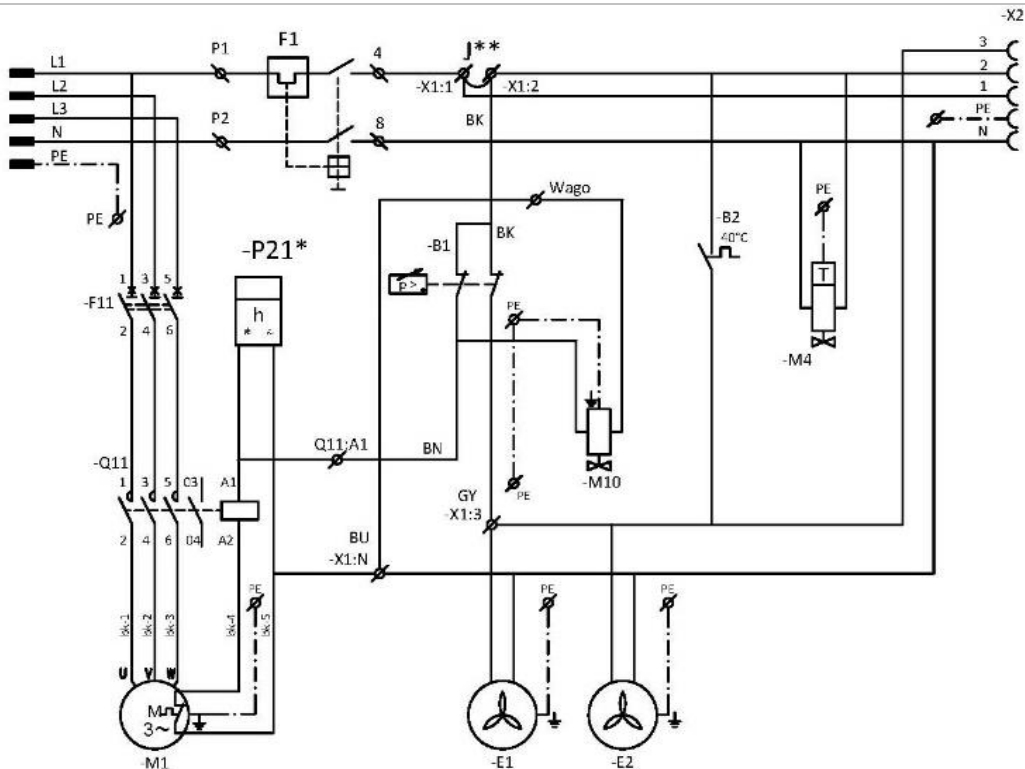 -X2
L1 P1 F1 4 J** 3
2
L2 -X1:1 -X1:2 1
L3 P2 BK PE
N 8 N
PE
Wago
PE
PE
-B1 BK -B2
40°C
-P21*
p> T
1 3 5
-F11 h PE
2 4 6 -M4
Q11:A1 BN
-Q11 -M10
1 3 5 03 A1 PE
GY
-X1:3
2 4 6 04 A2 BU
-X1:N
PE PE PE
bk-1 bk-2 bk-3 bk-4 bk-5
U V W
M
3~
-M1 -E1 -E2